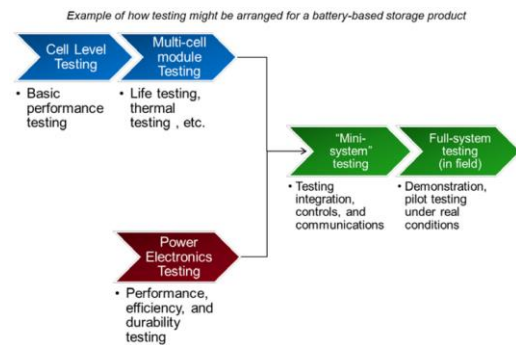 Example of how testing might be arranged for a battery-based storage product
Cell Level
Testing
Multi-cell
module
Testing
• Basic
performance
testing
• Life testing,
thermal
testing , etc.
“Mini-
system”
testing
Full-system
testing
(in field)
• Testing
integration,
controls, and
communications
• Demonstration,
pilot testing
under real
conditions
Power
Electronics
Testing
• Performance,
efficiency, and
durability
testing